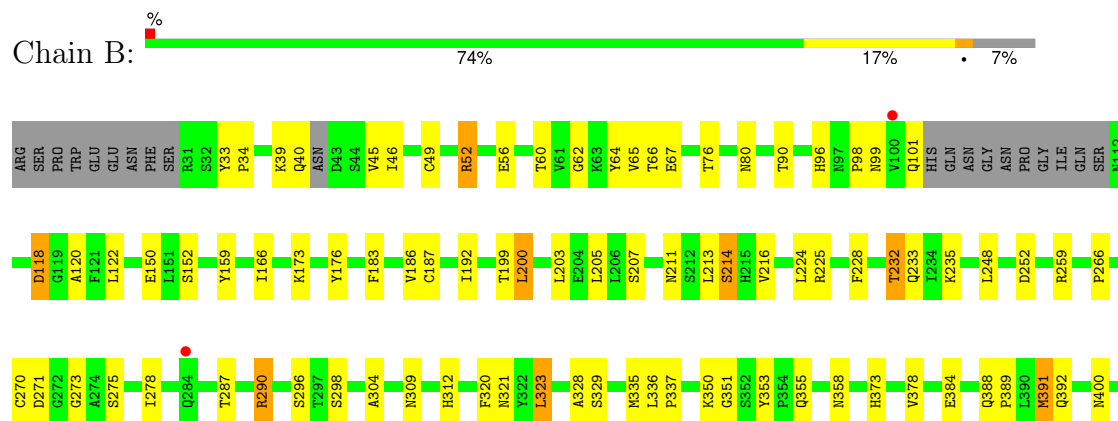 %
Chain B:
74% 17% • 7%
ARG SER PRO TRP GLU GLU ASN PHE SER R31 S32 Y33 P34 K39 Q40 ASN D43 S44 V45 I46 C49 R52 E56 T60 V61 G62 K63 Y64 V65 T66 E67 T76 N80 T90 H96 N97 P98 N99 V100 Q101 HIS GLN ASN GLY ASN PRO GLY ILE GLN SER N112
D118 G119 A120 F121 L122 E150 L151 S152 Y159 I166 K173 Y176 F183 V186 C187 I192 T199 L200 L203 E204 L205 L206 S207 N211 S212 L213 S214 H215 V216 L224 R225 F228 T232 Q233 I234 K235 L248 D252 R259 P266
C270 D271 G272 G273 A274 S275 I278 Q284 T287 R290 S296 T297 S298 A304 N309 H312 F320 N321 Y322 L323 A328 S329 M335 L336 P337 K350 G351 S352 Y353 P354 Q355 N358 H373 V378 E384 Q388 P389 L390 M391 Q392 N400